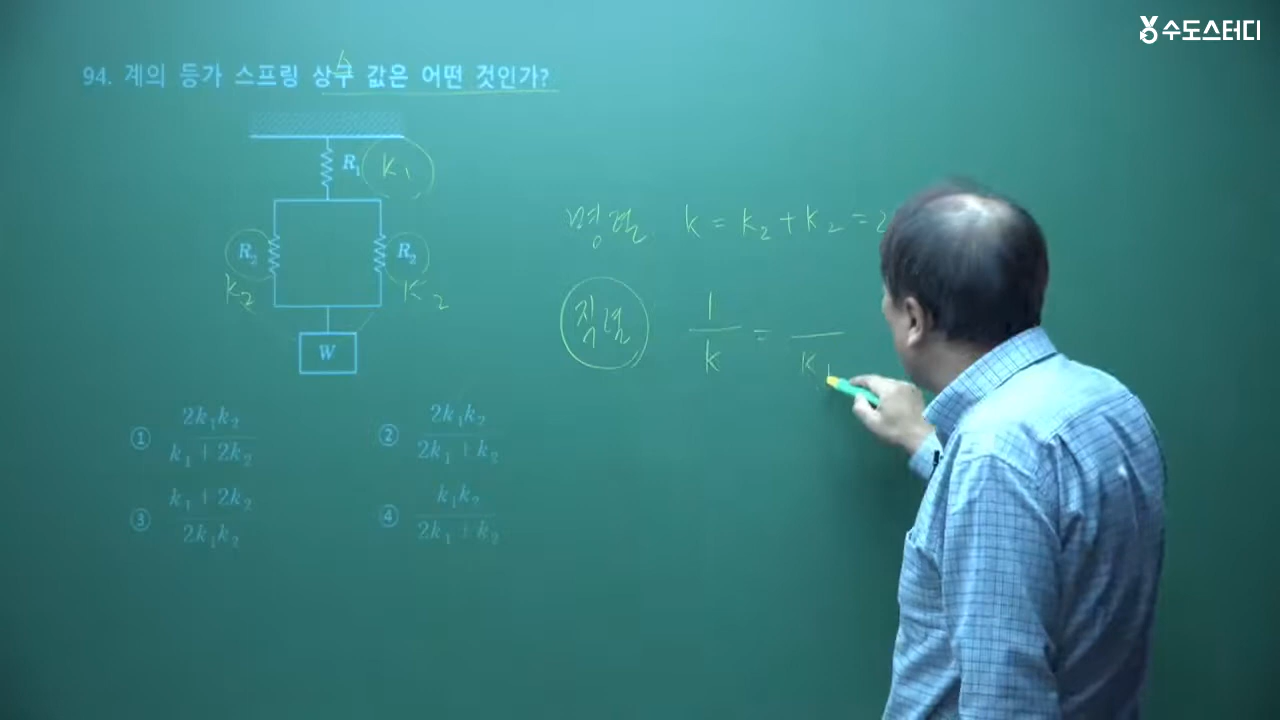 수도스터디
94. 계의 등가 스프링 상수 값은 어떤 것인가?
R₁ k₁
R₂ R₂
k₂ k₂
W
① 2k₁k₂ / k₁+2k₂
② 2k₁k₂ / 2k₁+k₂
③ k₁+2k₂ / 2k₁k₂
④ k₁k₂ / 2k₁+k₂
병렬 k = k₂ + k₂ = 2
직렬 1/k = /k₁